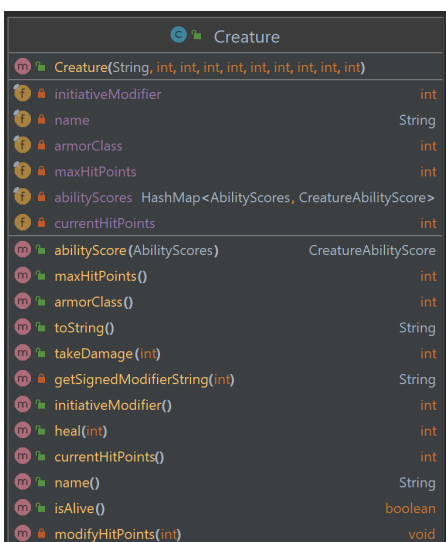 C Creature
m Creature(String, int, int, int, int, int, int, int, int, int)
f initiativeModifier int
f name String
f armorClass int
f maxHitPoints int
f abilityScores HashMap<AbilityScores, CreatureAbilityScore>
f currentHitPoints int
m abilityScore(AbilityScores) CreatureAbilityScore
m maxHitPoints() int
m armorClass() int
m toString() String
m takeDamage(int) int
m getSignedModifierString(int) String
m initiativeModifier() int
m heal(int) int
m currentHitPoints() int
m name() String
m isAlive() boolean
m modifyHitPoints(int) void